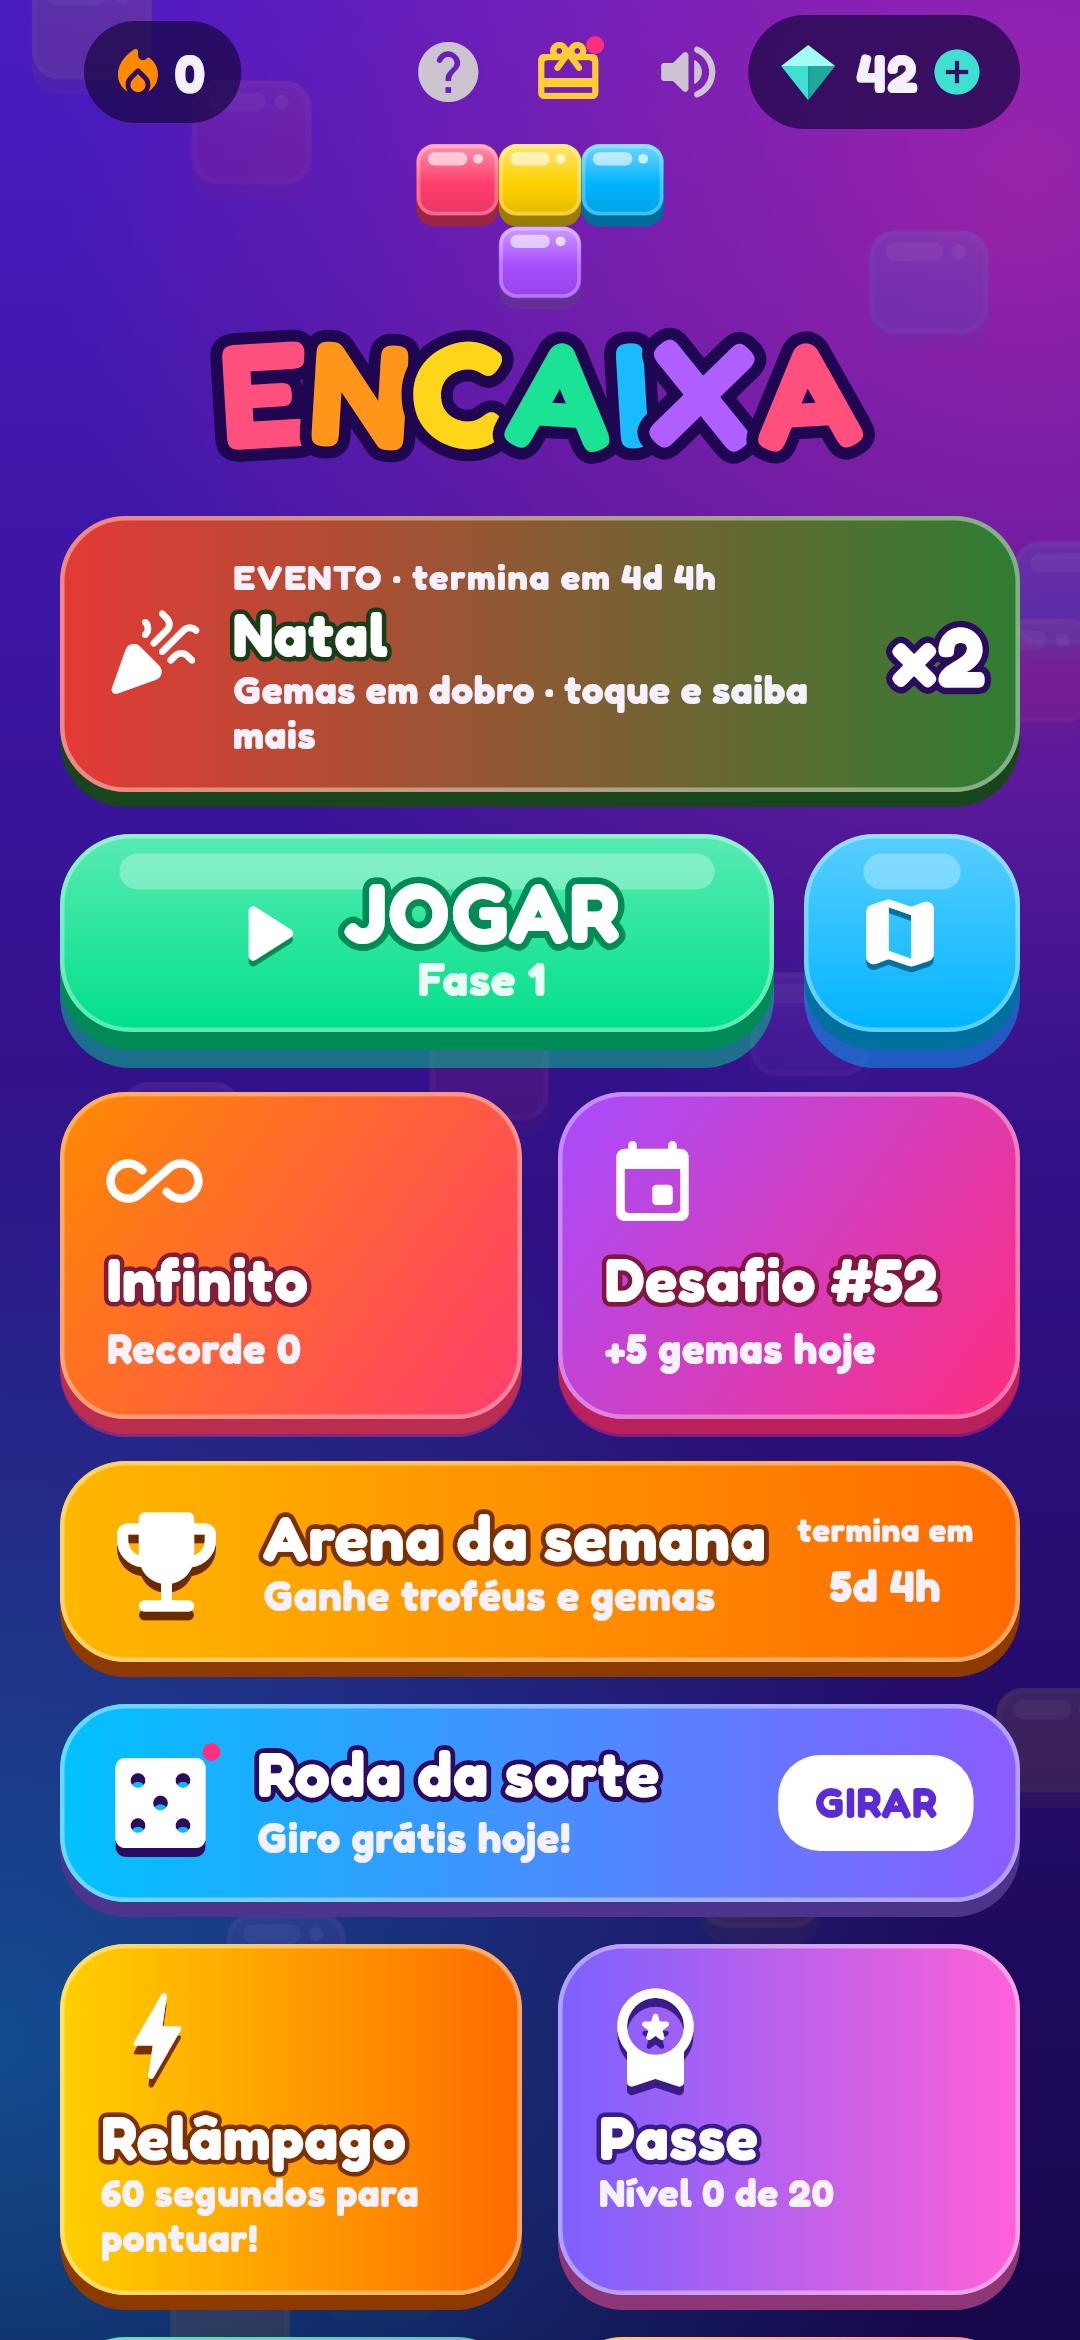 0
42
ENCAIXA
EVENTO · termina em 4d 4h
Natal
Gemas em dobro · toque e saiba
mais
x2
JOGAR
Fase 1
Infinito
Recorde 0
Desafio #52
+5 gemas hoje
Arena da semana
Ganhe troféus e gemas
termina em
5d 4h
Roda da sorte
Giro grátis hoje!
GIRAR
Relâmpago
60 segundos para
pontuar!
Passe
Nível 0 de 20